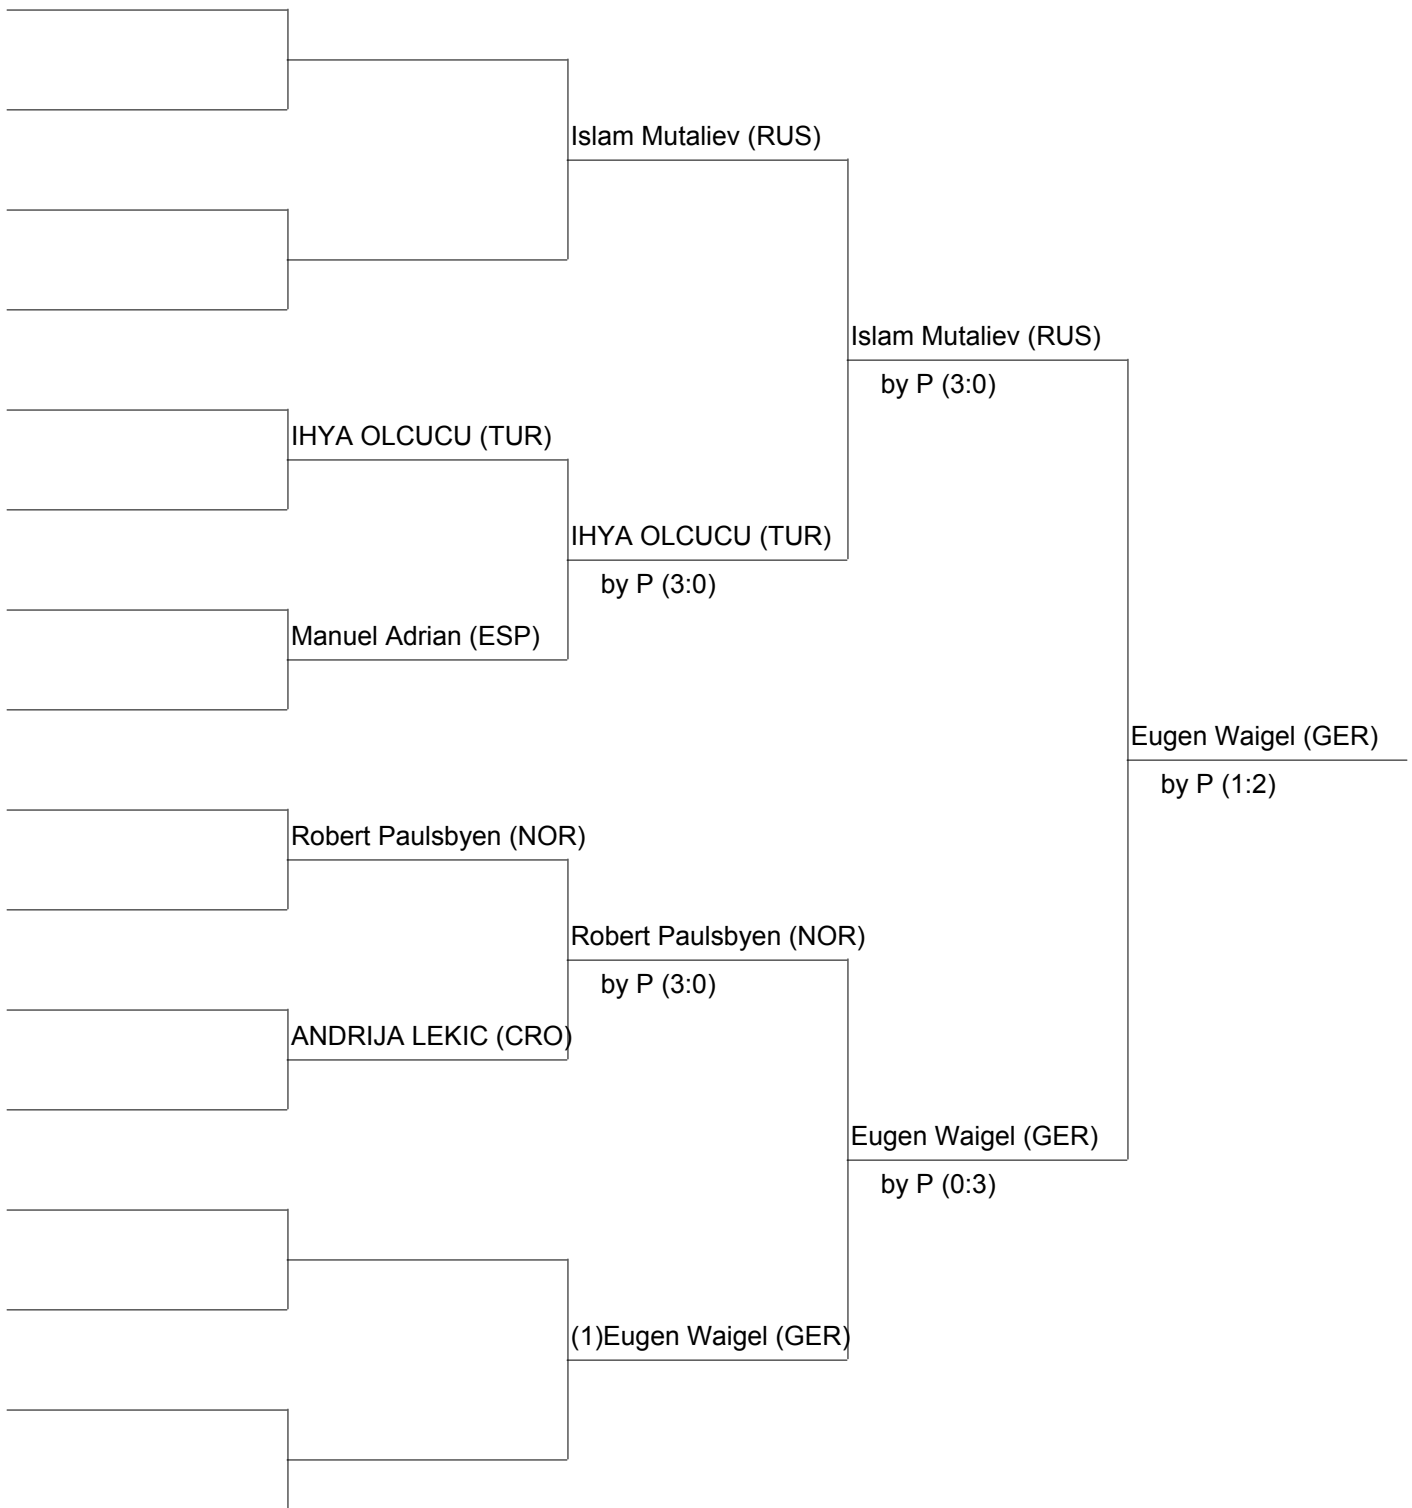 Islam Mutaliev (RUS)
Islam Mutaliev (RUS)
by P (3:0)
IHYA OLCUCU (TUR)
IHYA OLCUCU (TUR)
by P (3:0)
Manuel Adrian (ESP)
Eugen Waigel (GER)
by P (1:2)
Robert Paulsbyen (NOR)
Robert Paulsbyen (NOR)
by P (3:0)
ANDRIJA LEKIC (CRO)
Eugen Waigel (GER)
by P (0:3)
(1)Eugen Waigel (GER)